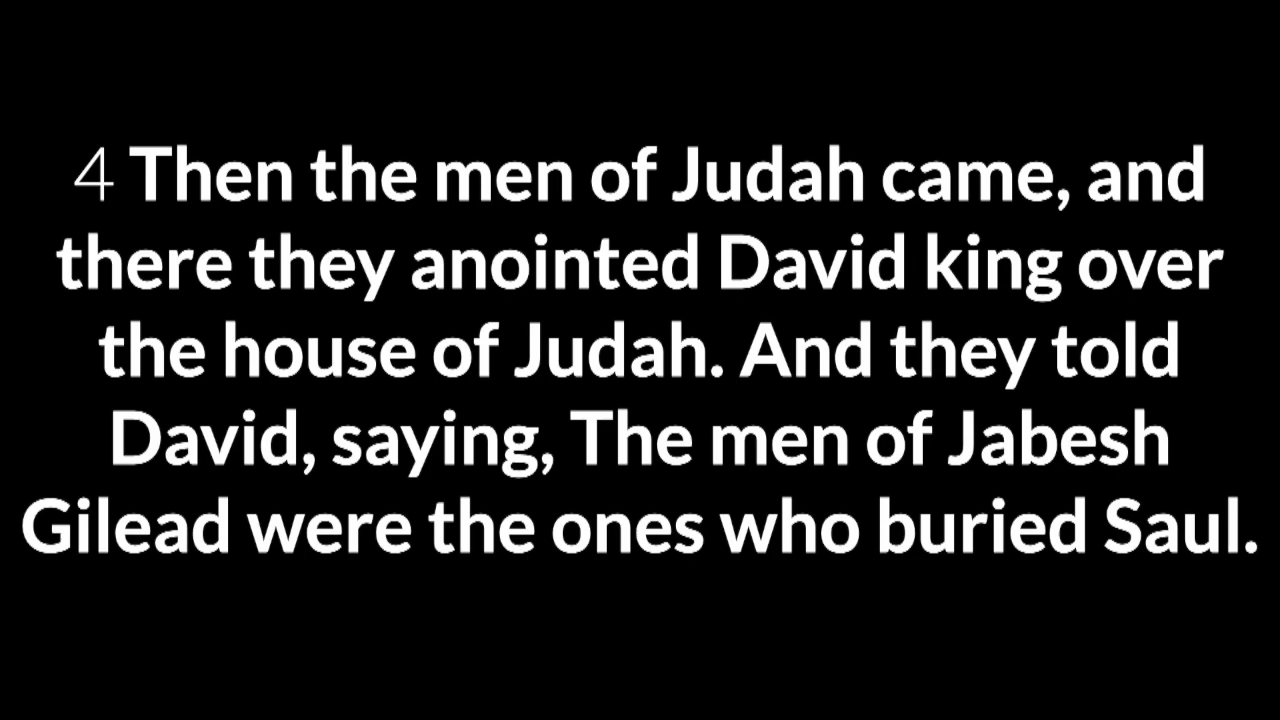 4 Then the men of Judah came, and
there they anointed David king over
the house of Judah. And they told
David, saying, The men of Jabesh
Gilead were the ones who buried Saul.